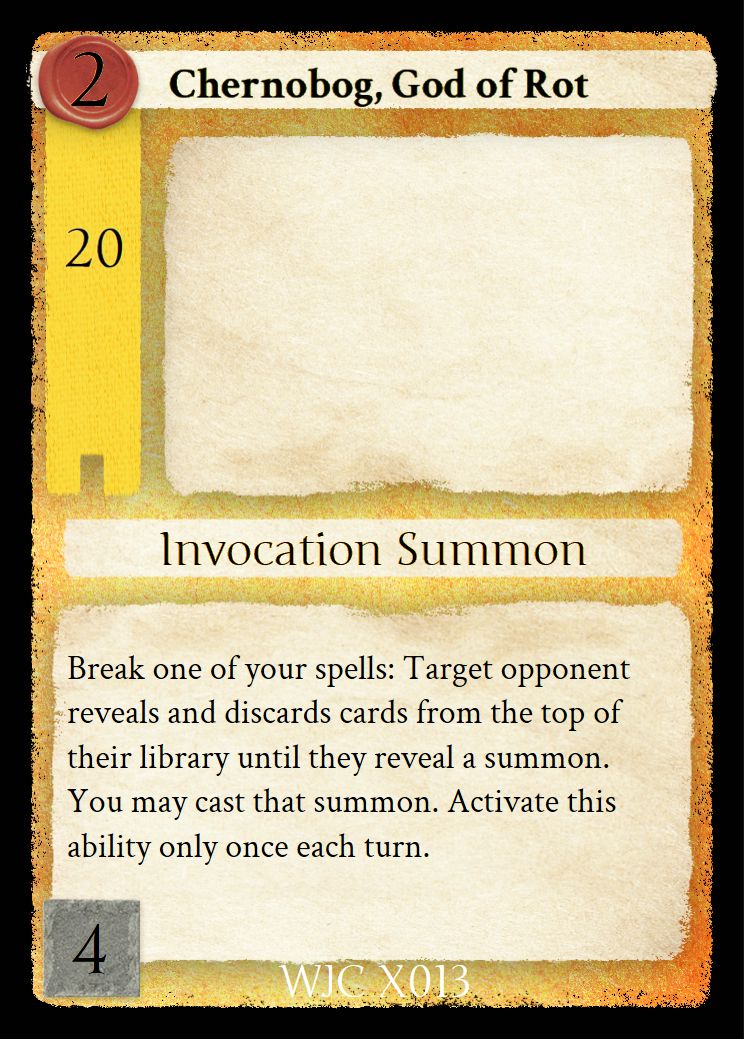 2
Chernobog, God of Rot
20
Invocation Summon
Break one of your spells: Target opponent
reveals and discards cards from the top of
their library until they reveal a summon.
You may cast that summon. Activate this
ability only once each turn.
4
WJC X013